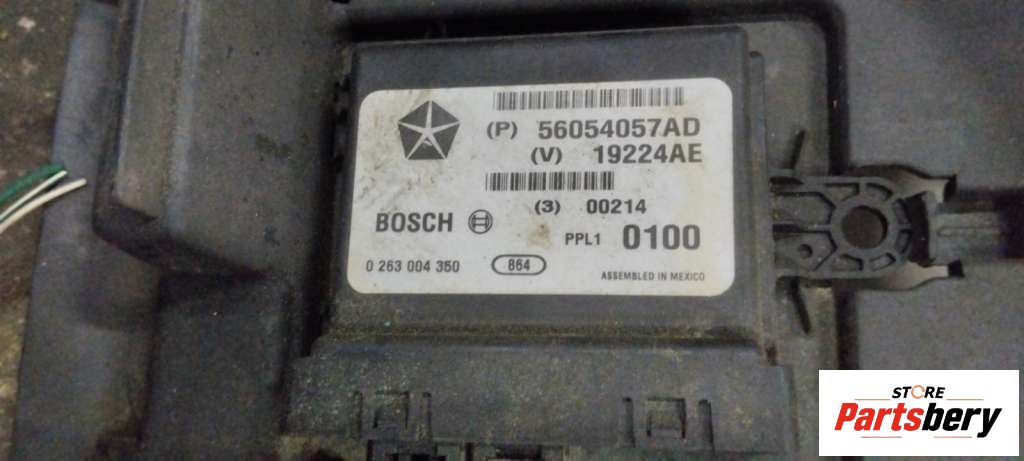 (P) 56054057AD
(V) 19224AE
(3) 00214
BOSCH
PPL1 0100
0 263 004 350 864
ASSEMBLED IN MEXICO
STORE
Partsbery